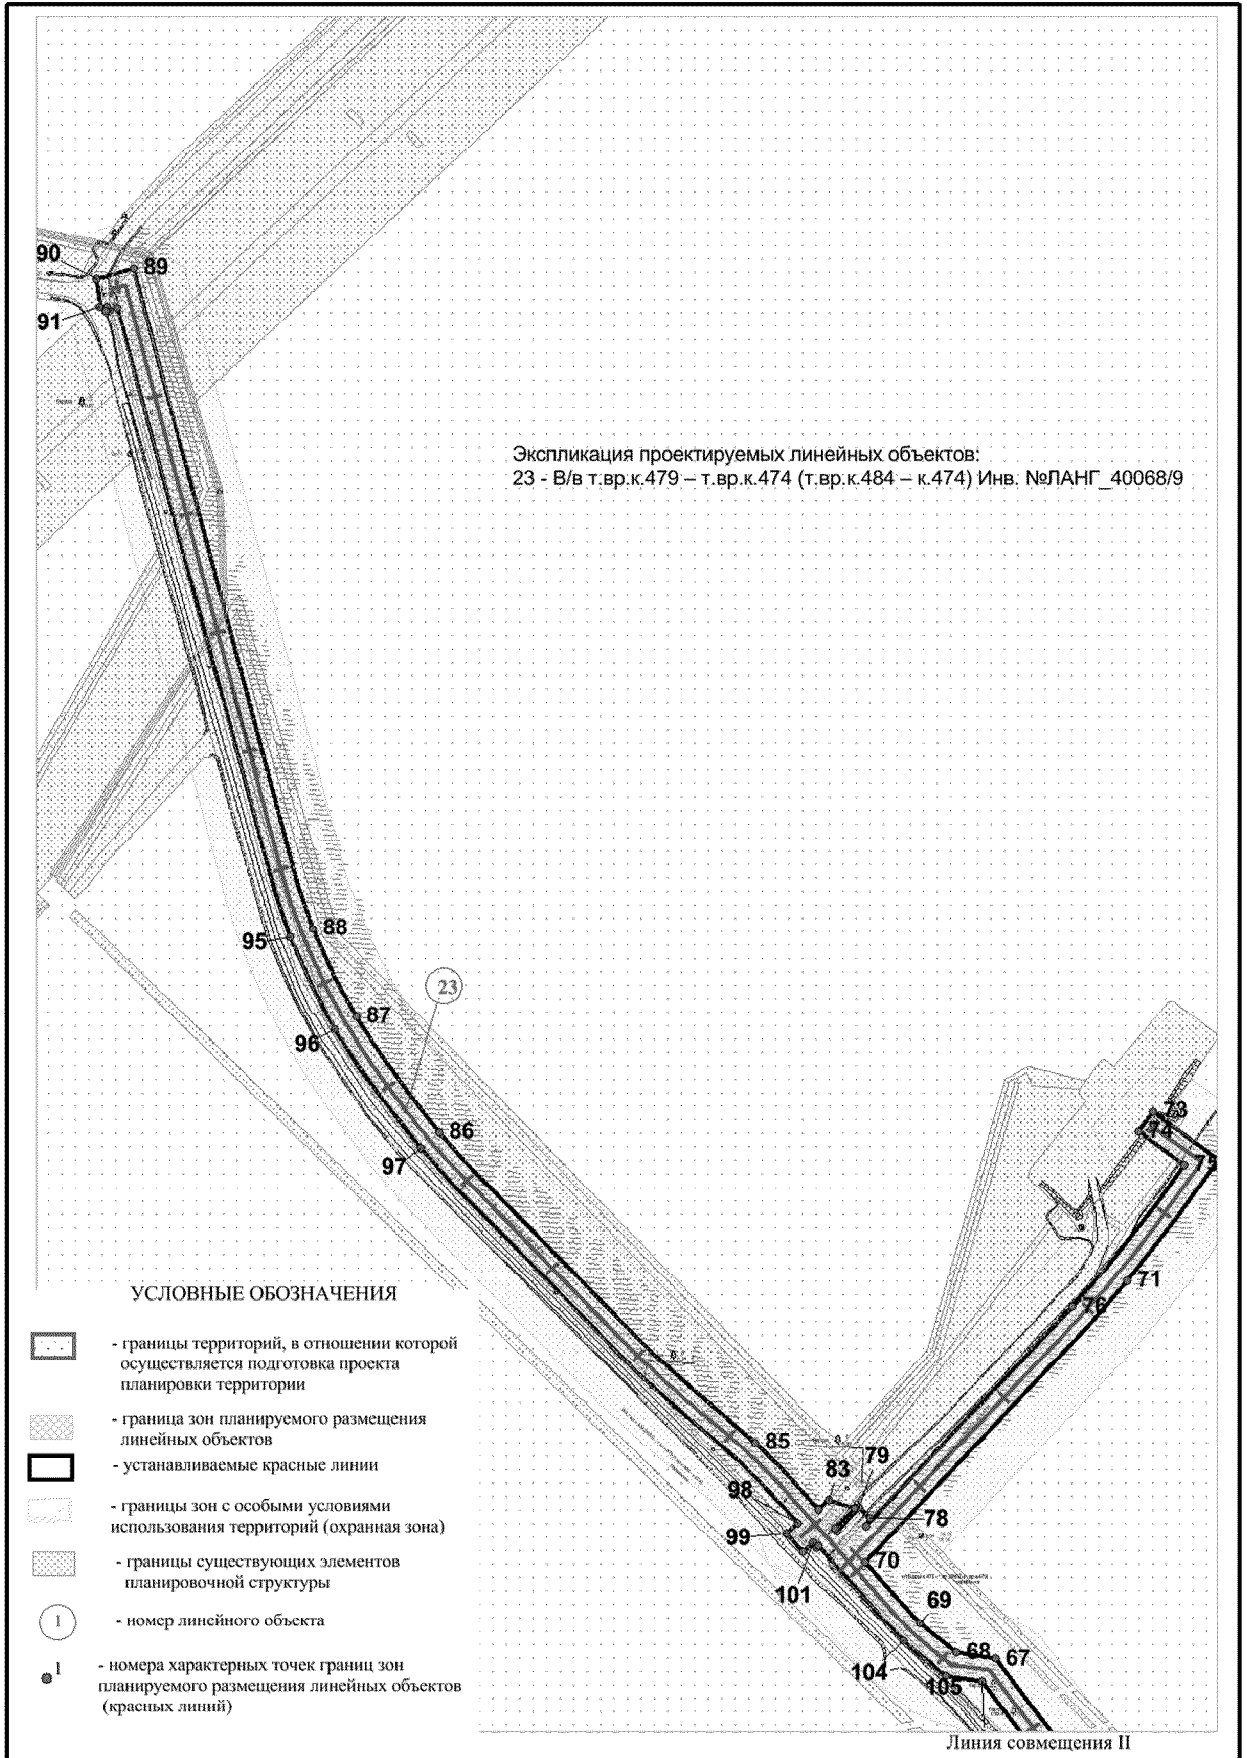 90
89
91
Экспликация проектируемых линейных объектов:
23 - В/в т.вр.к.479 – т.вр.к.474 (т.вр.к.484 – к.474) Инв. №ЛАНГ_40068/9
88
95
23
87
96
86
97
73
74
75
71
76
85
79
83
98
78
99
70
101
69
68
67
104
105
УСЛОВНЫЕ ОБОЗНАЧЕНИЯ
- границы территорий, в отношении которой
осуществляется подготовка проекта
планировки территории
- граница зон планируемого размещения
линейных объектов
- устанавливаемые красные линии
- границы зон с особыми условиями
использования территорий (охранная зона)
- границы существующих элементов
планировочной структуры
1
- номер линейного объекта
1
- номера характерных точек границ зон
планируемого размещения линейных объектов
(красных линий)
Линия совмещения II